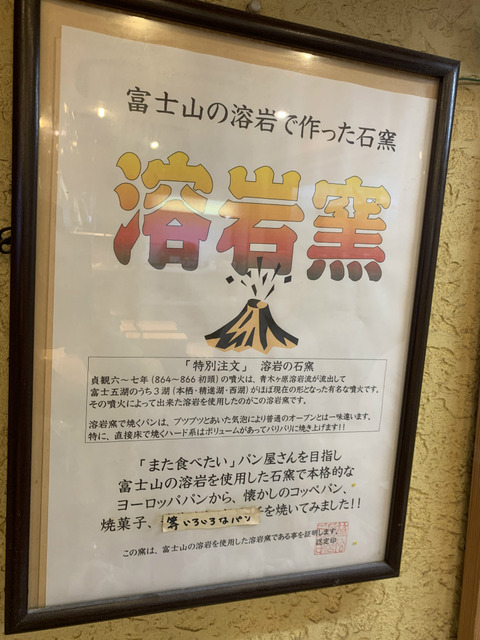 富士山の溶岩で作った石窯
溶岩窯
「特別注文」 溶岩の石窯
貞観六〜七年（864〜866 初頭）の噴火は、青木ヶ原溶岩流が流出して
富士五湖のうち３湖（本栖・精進湖・西湖）がほぼ現在の形となった有名な噴火です。
その噴火によって出来た溶岩を使用したのがこの溶岩窯です。
溶岩窯で焼くパンは、ブツブツとあいた気泡により普通のオーブンとは一味違います。
特に、直接床で焼くハード系はボリュームがあってパリパリに焼き上げます!!
「また食べたい」パン屋さんを目指し
富士山の溶岩を使用した石窯で本格的な
ヨーロッパパンから、懐かしのコッペパン、
焼菓子、等いろいろなパンを焼いてみました!!
この窯は、富士山の溶岩を使用した溶岩窯である事を証明します。
認定印